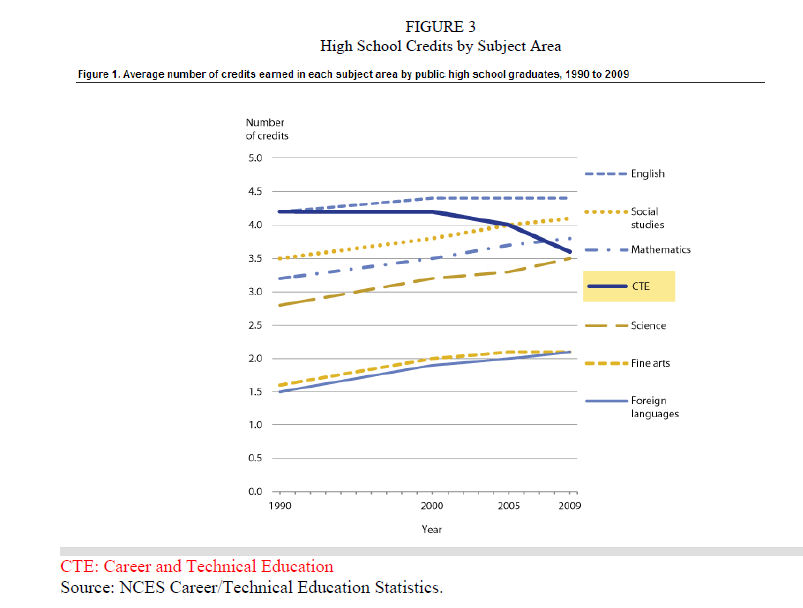 FIGURE 3
High School Credits by Subject Area
Figure 1. Average number of credits earned in each subject area by public high school graduates, 1990 to 2009
Number
of credits
5.0
4.5
4.0
3.5
3.0
2.5
2.0
1.5
1.0
0.5
0.0
1990 2000 2005 2009
Year
English
Social
studies
Mathematics
CTE
Science
Fine arts
Foreign
languages
CTE: Career and Technical Education
Source: NCES Career/Technical Education Statistics.